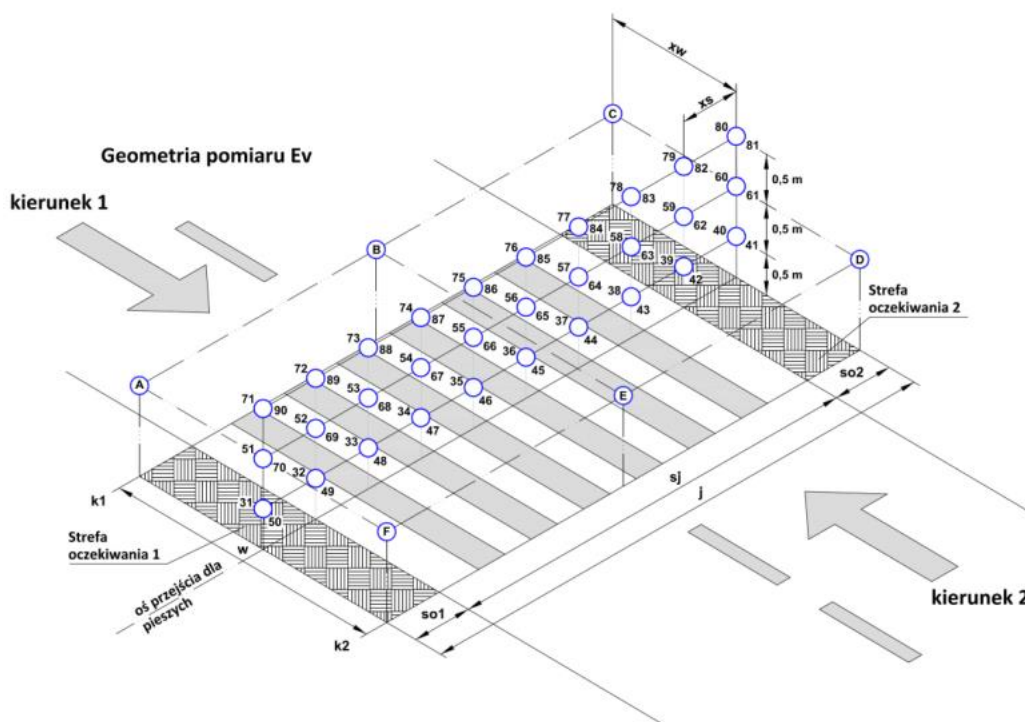 xw
xs
C
80
81
Geometria pomiaru Ev
79
82
0,5 m
kierunek 1
78
83
60
61
59
62
0,5 m
77
84
B
58
63
40
41
76
85
39
42
0,5 m
D
57
64
75
86
38
43
Strefa
oczekiwania 2
56
65
74
87
37
44
55
66
73
88
36
45
54
67
A
72
89
35
46
so2
53
68
E
71
90
34
47
52
69
33
48
51
70
32
49
sj
j
k1
31
50
F
Strefa
oczekiwania 1
w
oś przejścia dla
pieszych
so1
k2
kierunek 2